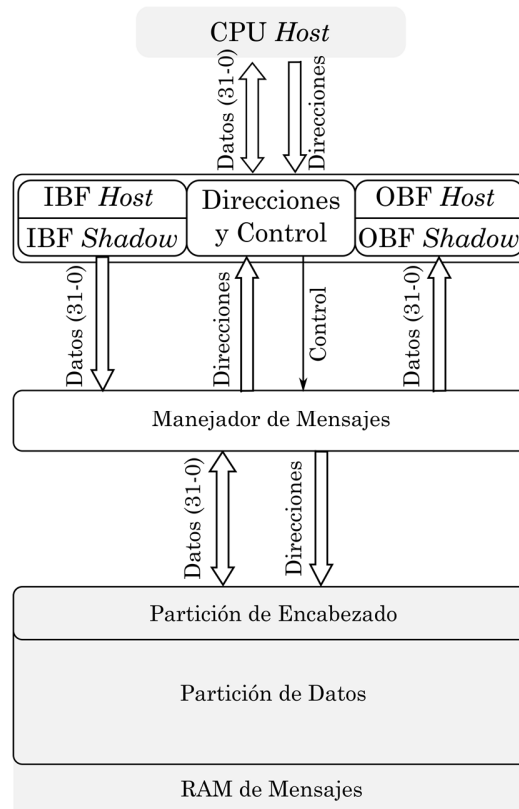 CPU Host
Datos (31-0)
Direcciones
IBF Host
IBF Shadow
Direcciones
y Control
OBF Host
OBF Shadow
Datos (31-0)
Direcciones
Control
Datos (31-0)
Manejador de Mensajes
Datos (31-0)
Direcciones
Partición de Encabezado
Partición de Datos
RAM de Mensajes